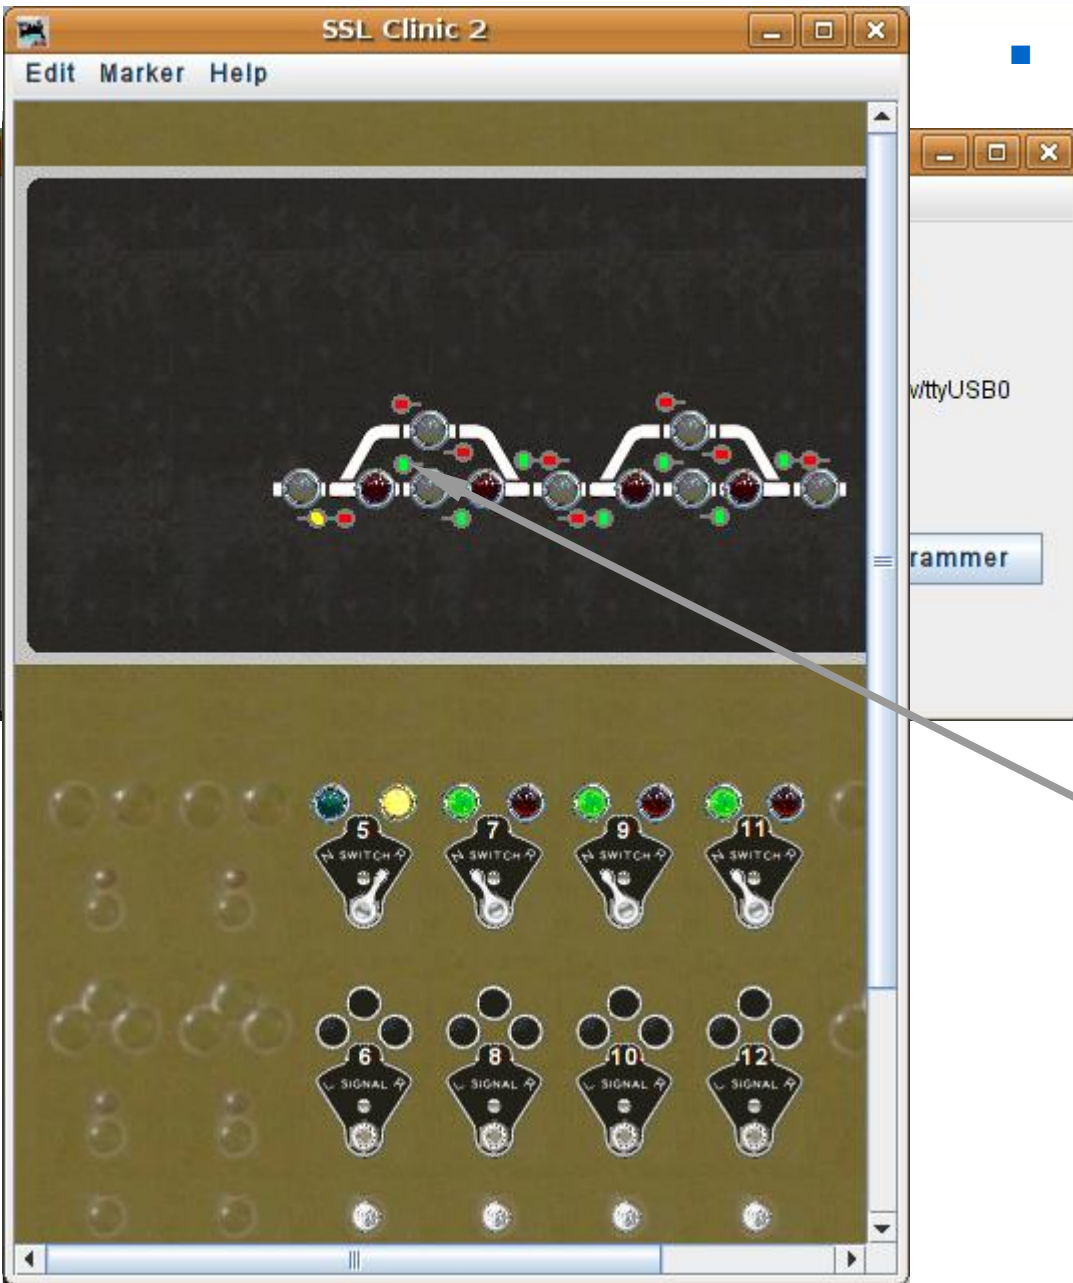 SSL Clinic 2
Edit Marker Help
v/ttyUSB0
rammer
5 7 9 11
N SWITCH R N SWITCH R N SWITCH R N SWITCH R
6 8 10 12
L SIGNAL R L SIGNAL R L SIGNAL R L SIGNAL R